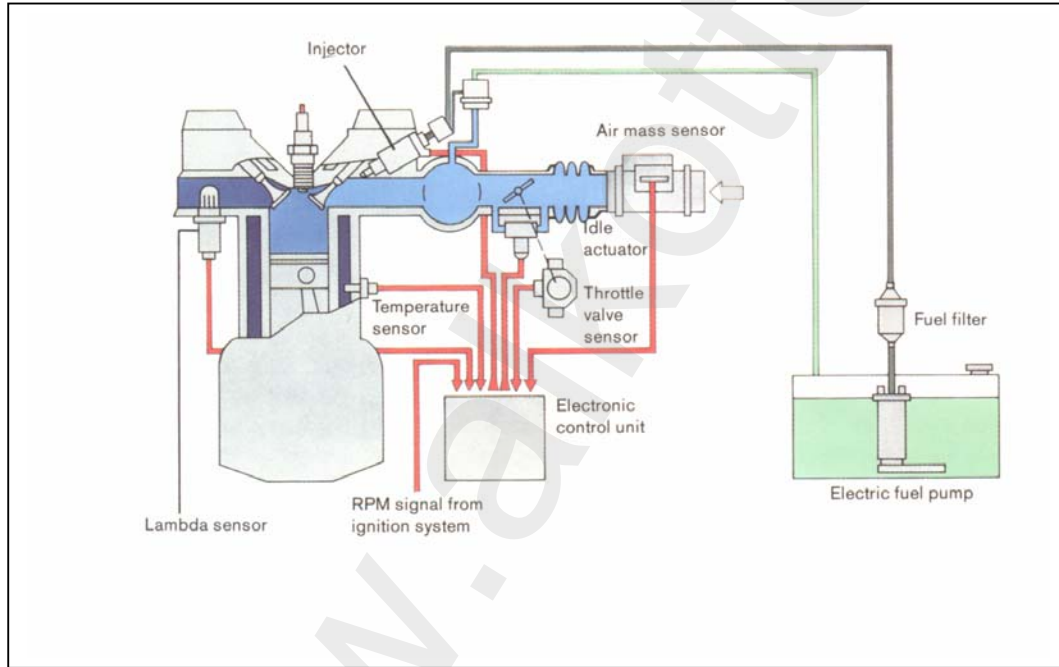 Injector
Air mass sensor
Idle
actuator
Temperature
sensor
Throttle
valve
sensor
Fuel filter
Electronic
control unit
Electric fuel pump
RPM signal from
ignition system
Lambda sensor
w.alkott